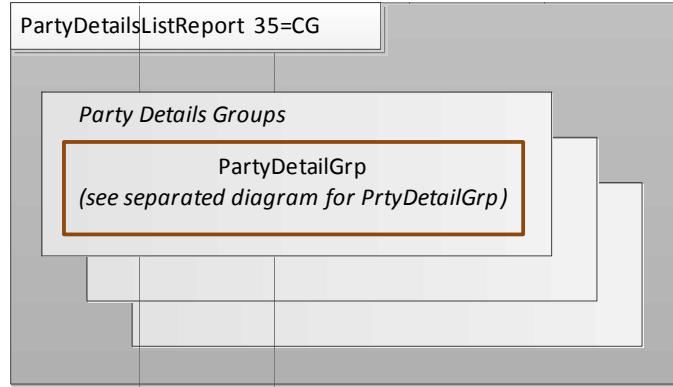 PartyDetailsListReport 35=CG
Party Details Groups
PartyDetailGrp
(see separated diagram for PrtyDetailGrp)